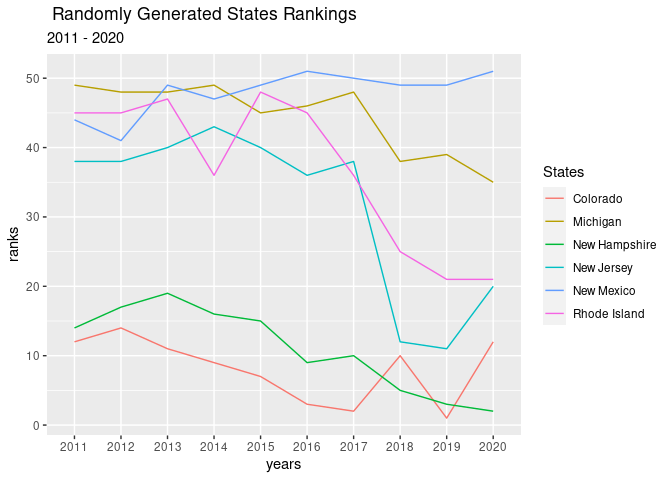 Randomly Generated States Rankings
2011 - 2020
ranks
50
40
30
20
10
0
2011 2012 2013 2014 2015 2016 2017 2018 2019 2020
years
States
Colorado
Michigan
New Hampshire
New Jersey
New Mexico
Rhode Island